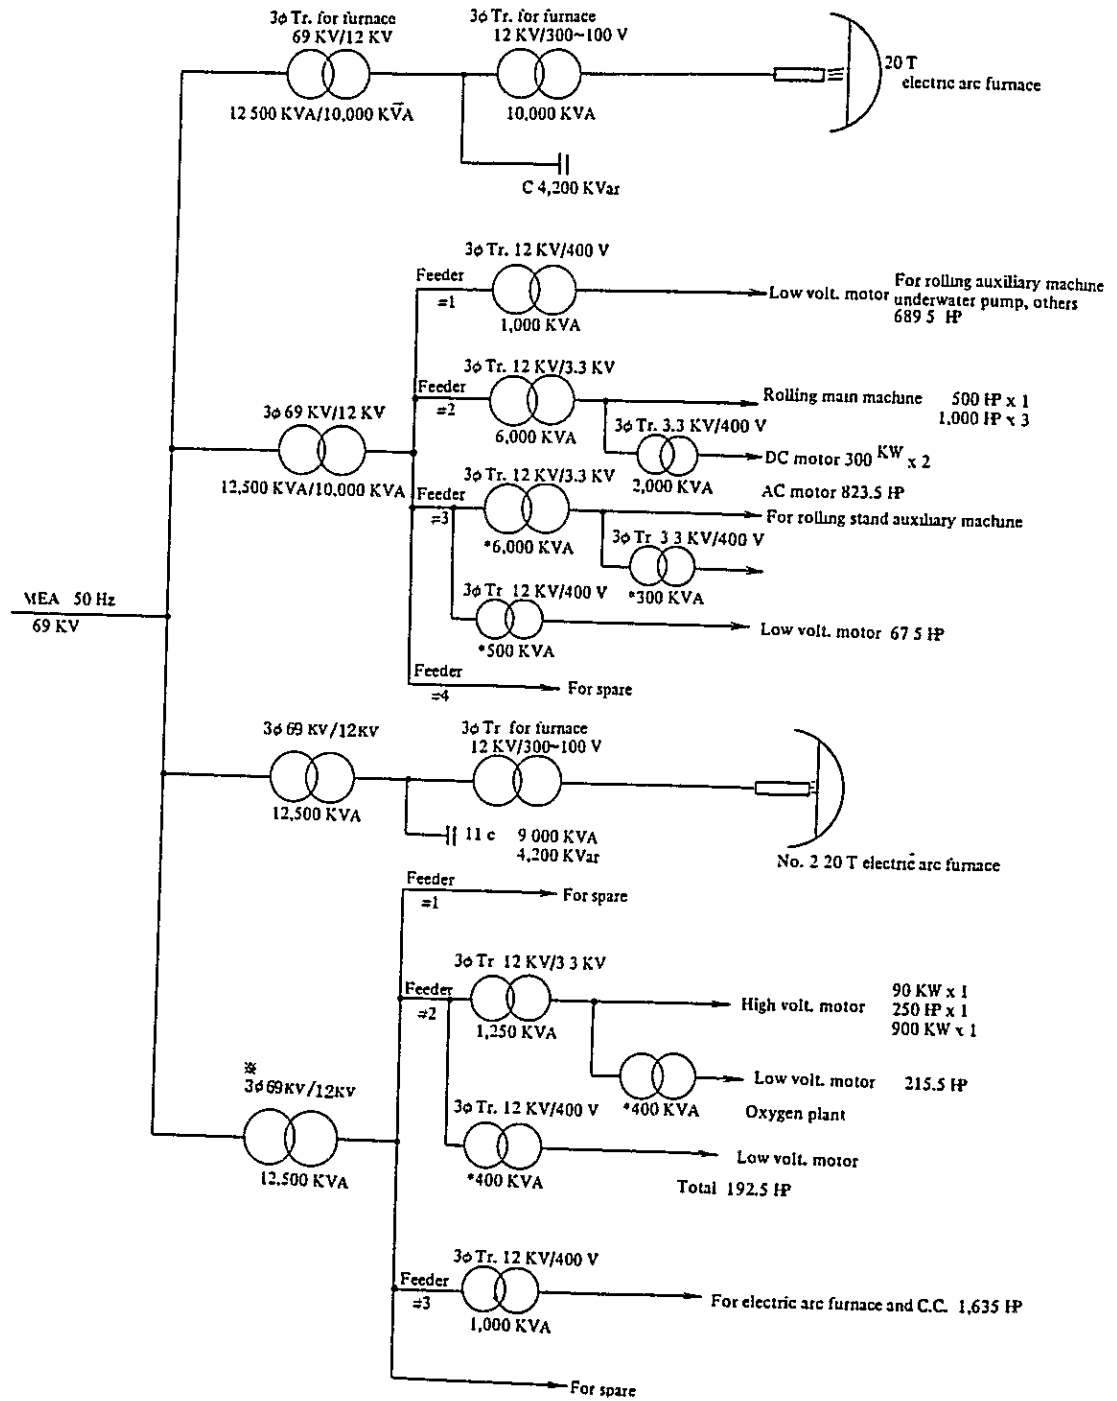 3φ Tr. for furnace
69 KV/12 KV
12 500 KVA/10,000 KVA
3φ Tr. for furnace
12 KV/300~100 V
10,000 KVA
20 T
electric arc furnace
C 4,200 KVar
3φ Tr. 12 KV/400 V
Feeder
=1
1,000 KVA
Low volt. motor
For rolling auxiliary machine
underwater pump, others
689 5 HP
3φ Tr. 12 KV/3.3 KV
Feeder
=2
6,000 KVA
Rolling main machine
500 HP x 1
1,000 HP x 3
3φ Tr. 3.3 KV/400 V
2,000 KVA
DC motor 300 KW x 2
3φ 69 KV/12 KV
12,500 KVA/10,000 KVA
3φ Tr. 12 KV/3.3 KV
=3
*6,000 KVA
AC motor 823.5 HP
For rolling stand auxiliary machine
3φ Tr 3 3 KV/400 V
*300 KVA
3φ Tr 12 KV/400 V
*500 KVA
Low volt. motor 67 5 HP
MEA 50 Hz
69 KV
Feeder
=4
For spare
3φ 69 KV/12KV
12,500 KVA
3φ Tr for furnace
12 KV/300~100 V
11 c
9 000 KVA
4,200 KVar
No. 2 20 T electric arc furnace
Feeder
=1
For spare
3φ Tr 12 KV/3 3 KV
Feeder
=2
1,250 KVA
High volt. motor
90 KW x 1
250 HP x 1
900 KW x 1
*400 KVA
Low volt. motor 215.5 HP
Oxygen plant
※
3φ69KV/12KV
12,500 KVA
3φ Tr. 12 KV/400 V
*400 KVA
Low volt. motor
Total 192.5 HP
3φ Tr. 12 KV/400 V
Feeder
=3
1,000 KVA
For electric arc furnace and C.C. 1,635 HP
For spare